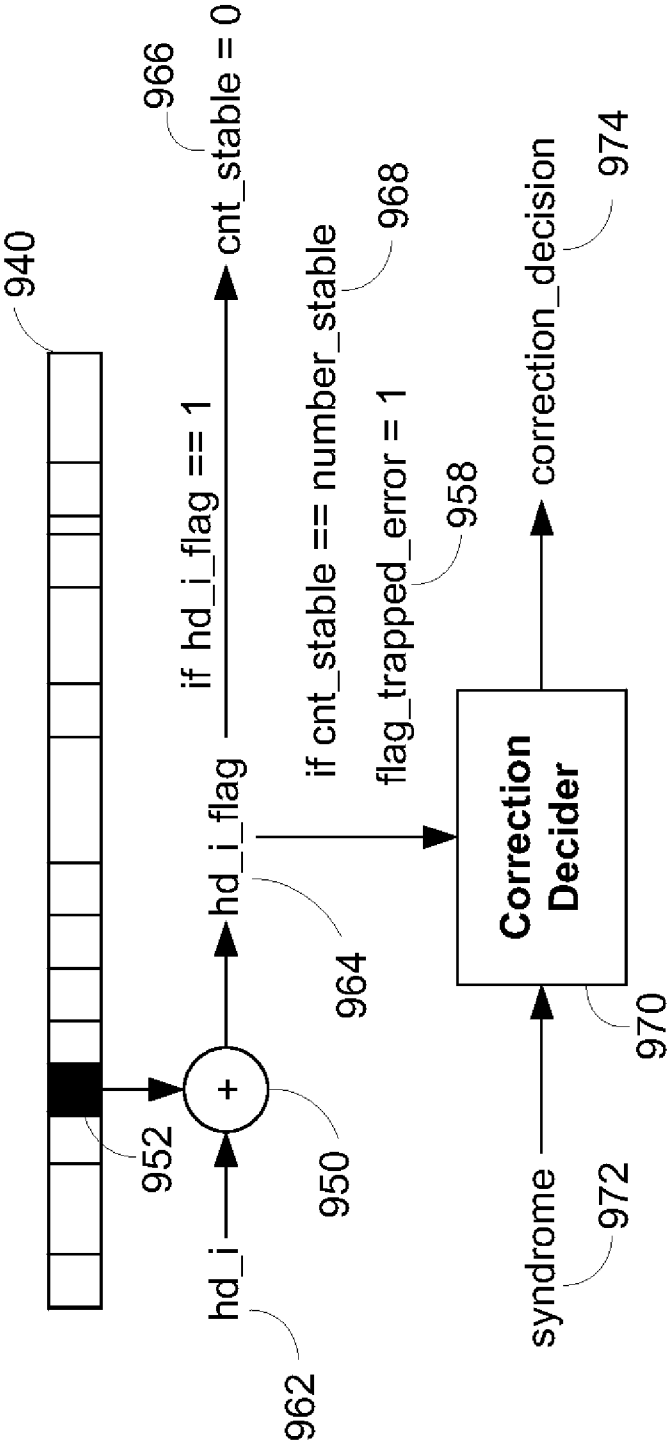 940
952
hd_i
962
+
950
hd_i_flag
964
if hd_i_flag == 1
cnt_stable = 0
966
if cnt_stable == number_stable
968
flag_trapped_error = 1
958
syndrome
972
Correction
Decider
970
correction_decision
974